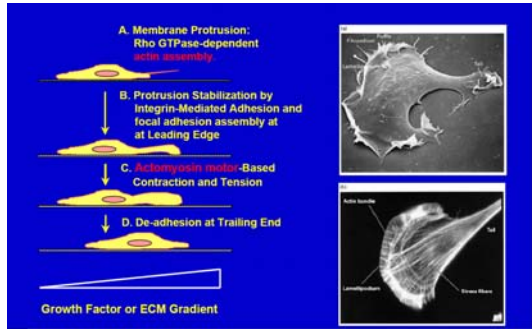 A. Membrane Protrusion:
Rho GTPase-dependent
actin assembly.
B. Protrusion Stabilization by
Integrin-Mediated Adhesion and
focal adhesion assembly at
at Leading Edge
C. Actomyosin motor-Based
Contraction and Tension
D. De-adhesion at Trailing End
Growth Factor or ECM Gradient
(a)
Ruffle
Filopodium
Lamellipodium
Tail
(b)
Actin bundle
Tail
Lamellipodium
Stress fibers